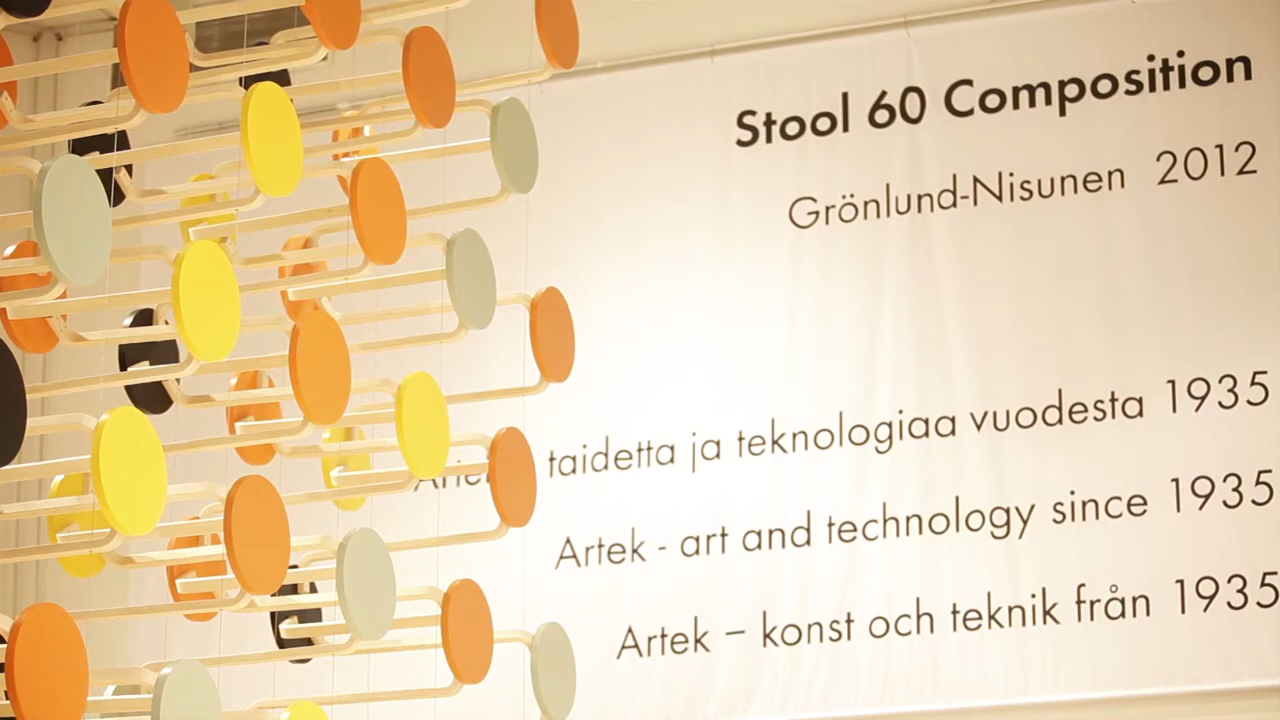 Stool 60 Composition
Grönlund-Nisunen 2012
taidetta ja teknologiaa vuodesta 1935
Artek - art and technology since 1935
Artek – konst och teknik från 1935